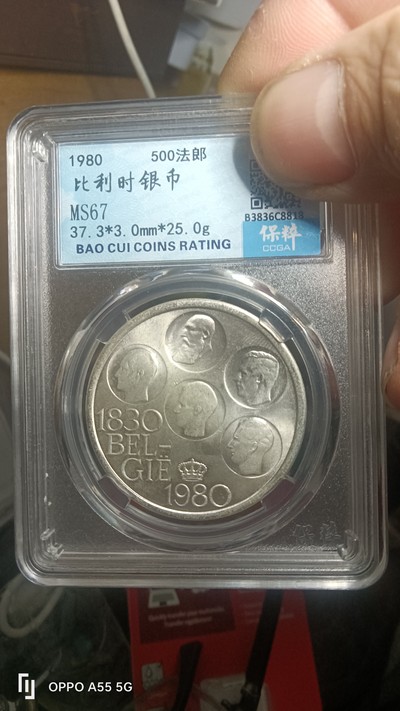 1980 500法郎
比利时银币
MS67
37.3*3.0mm*25.0g
BAO CUI COINS RATING
B3836C8818
保粹
CCGA
1830
BEL-
GIË
1980
OPPO A55 5G